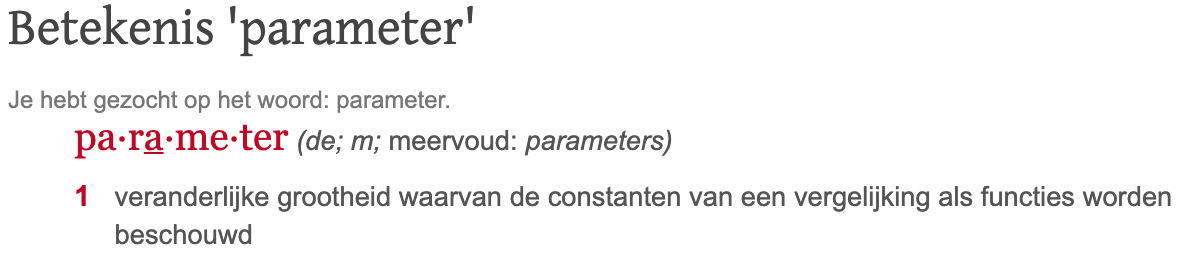 Betekenis 'parameter'
Je hebt gezocht op het woord: parameter.
pa·ra·me·ter (de; m; meervoud: parameters)
1 veranderlijke grootheid waarvan de constanten van een vergelijking als functies worden
beschouwd